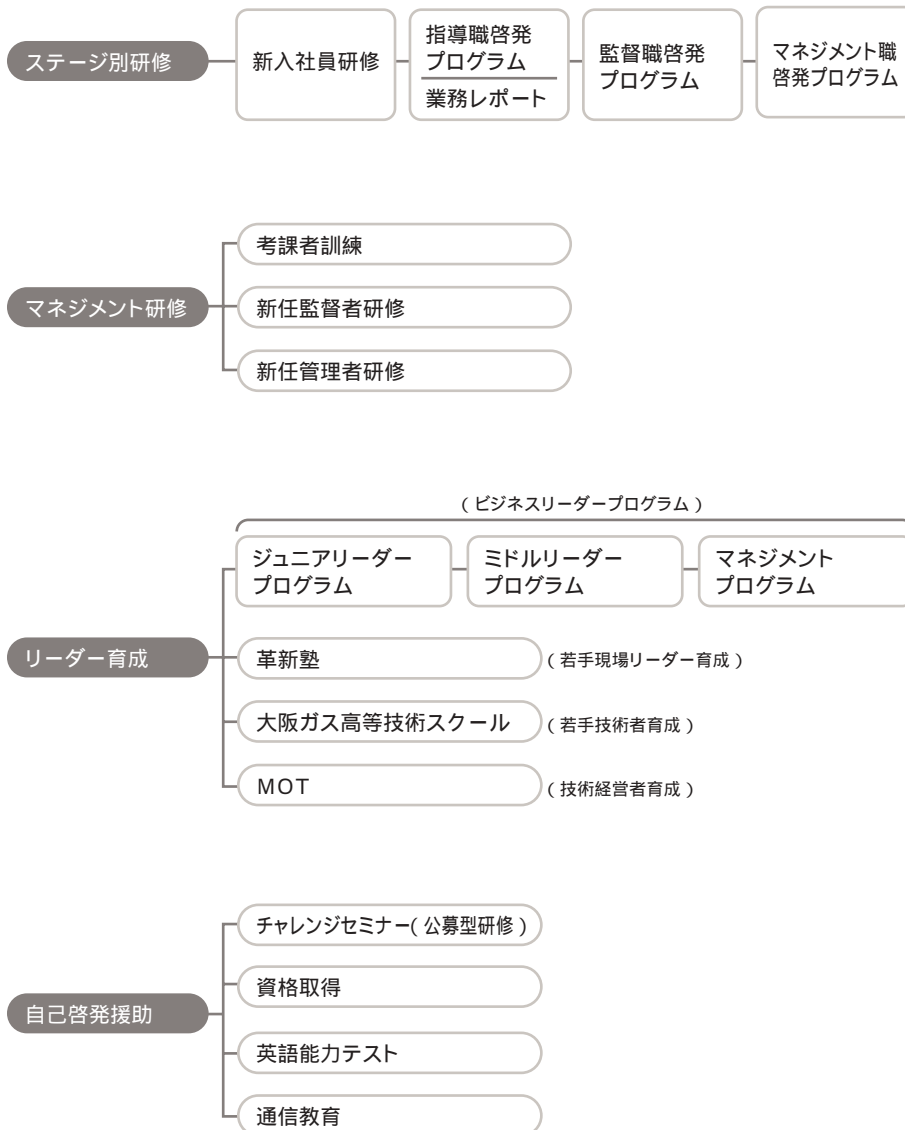 ステージ別研修
新入社員研修
指導職啓発
プログラム
業務レポート
監督職啓発
プログラム
マネジメント職
啓発プログラム
マネジメント研修
考課者訓練
新任監督者研修
新任管理者研修
(ビジネスリーダープログラム)
ジュニアリーダー
プログラム
ミドルリーダー
プログラム
マネジメント
プログラム
リーダー育成
革新塾
(若手現場リーダー育成)
大阪ガス高等技術スクール
(若手技術者育成)
MOT
(技術経営者育成)
自己啓発援助
チャレンジセミナー(公募型研修)
資格取得
英語能力テスト
通信教育